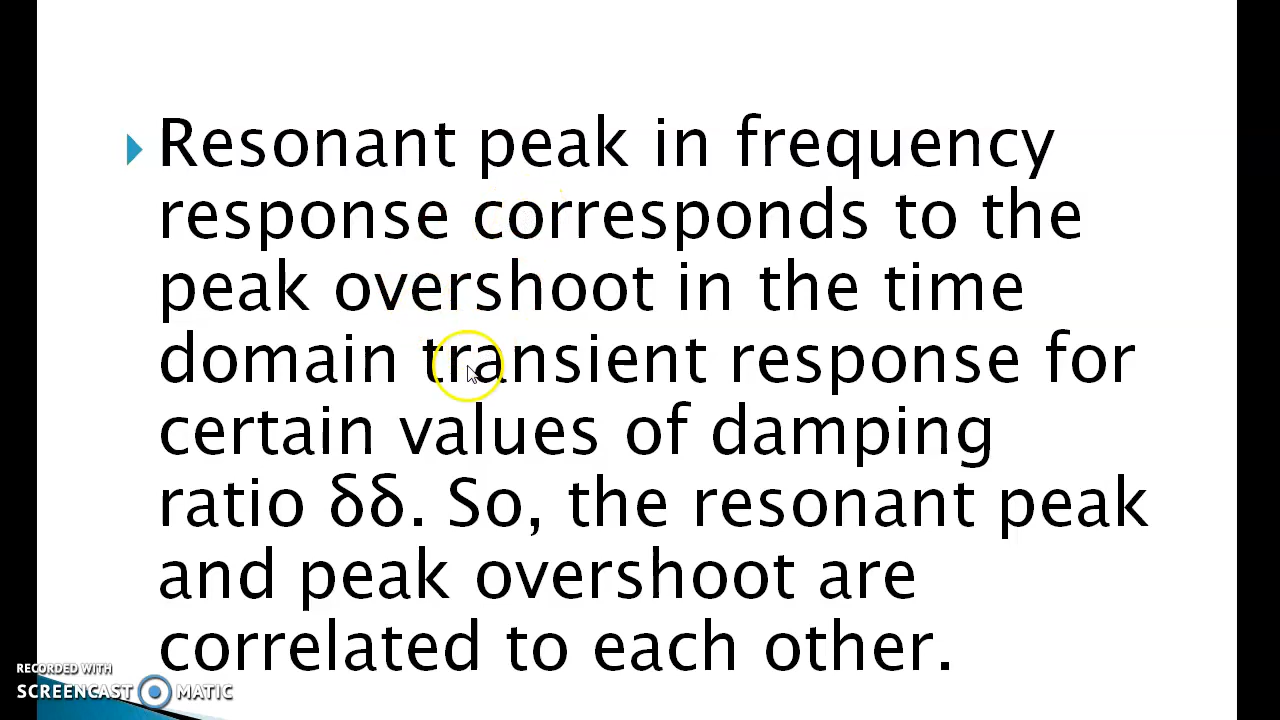 Resonant peak in frequency
response corresponds to the
peak overshoot in the time
domain transient response for
certain values of damping
ratio δδ. So, the resonant peak
and peak overshoot are
correlated to each other.
RECORDED WITH
SCREENCAST MATIC